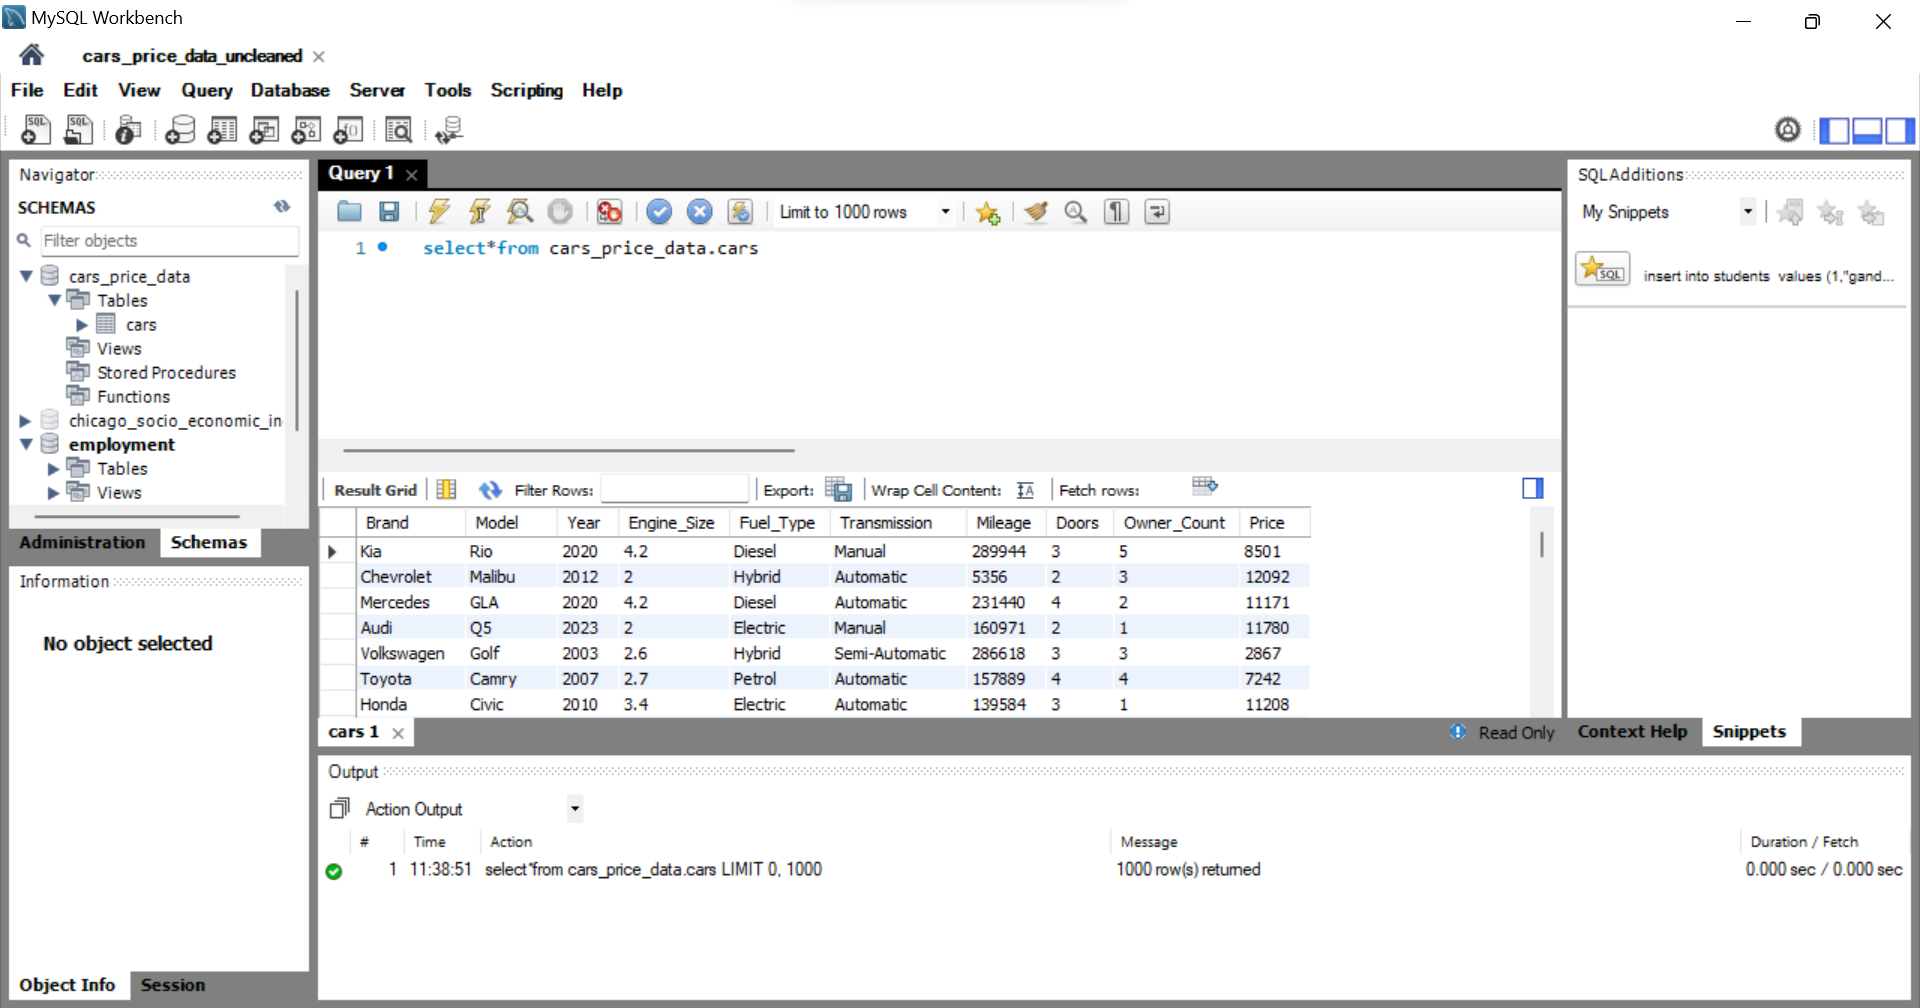 MySQL Workbench
cars_price_data_uncleaned
File Edit View Query Database Server Tools Scripting Help
Navigator
SCHEMAS
Filter objects
cars_price_data
Tables
cars
Views
Stored Procedures
Functions
chicago_socio_economic_in
employment
Tables
Views
Administration Schemas
Information
No object selected
Object Info Session
Query 1
Limit to 1000 rows
1 select*from cars_price_data.cars
Result Grid Filter Rows: Export: Wrap Cell Content: Fetch rows:
Brand Model Year Engine_Size Fuel_Type Transmission Mileage Doors Owner_Count Price
Kia Rio 2020 4.2 Diesel Manual 289944 3 5 8501
Chevrolet Malibu 2012 2 Hybrid Automatic 5356 2 3 12092
Mercedes GLA 2020 4.2 Diesel Automatic 231440 4 2 11171
Audi Q5 2023 2 Electric Manual 160971 2 1 11780
Volkswagen Golf 2003 2.6 Hybrid Semi-Automatic 286618 3 3 2867
Toyota Camry 2007 2.7 Petrol Automatic 157889 4 4 7242
Honda Civic 2010 3.4 Electric Automatic 139584 3 1 11208
cars 1 Read Only
SQLAdditions
My Snippets
SQL insert into students values (1,"gand...
Context Help Snippets
Output
Action Output
# Time Action Message Duration / Fetch
1 11:38:51 select*from cars_price_data.cars LIMIT 0, 1000 1000 row(s) returned 0.000 sec / 0.000 sec